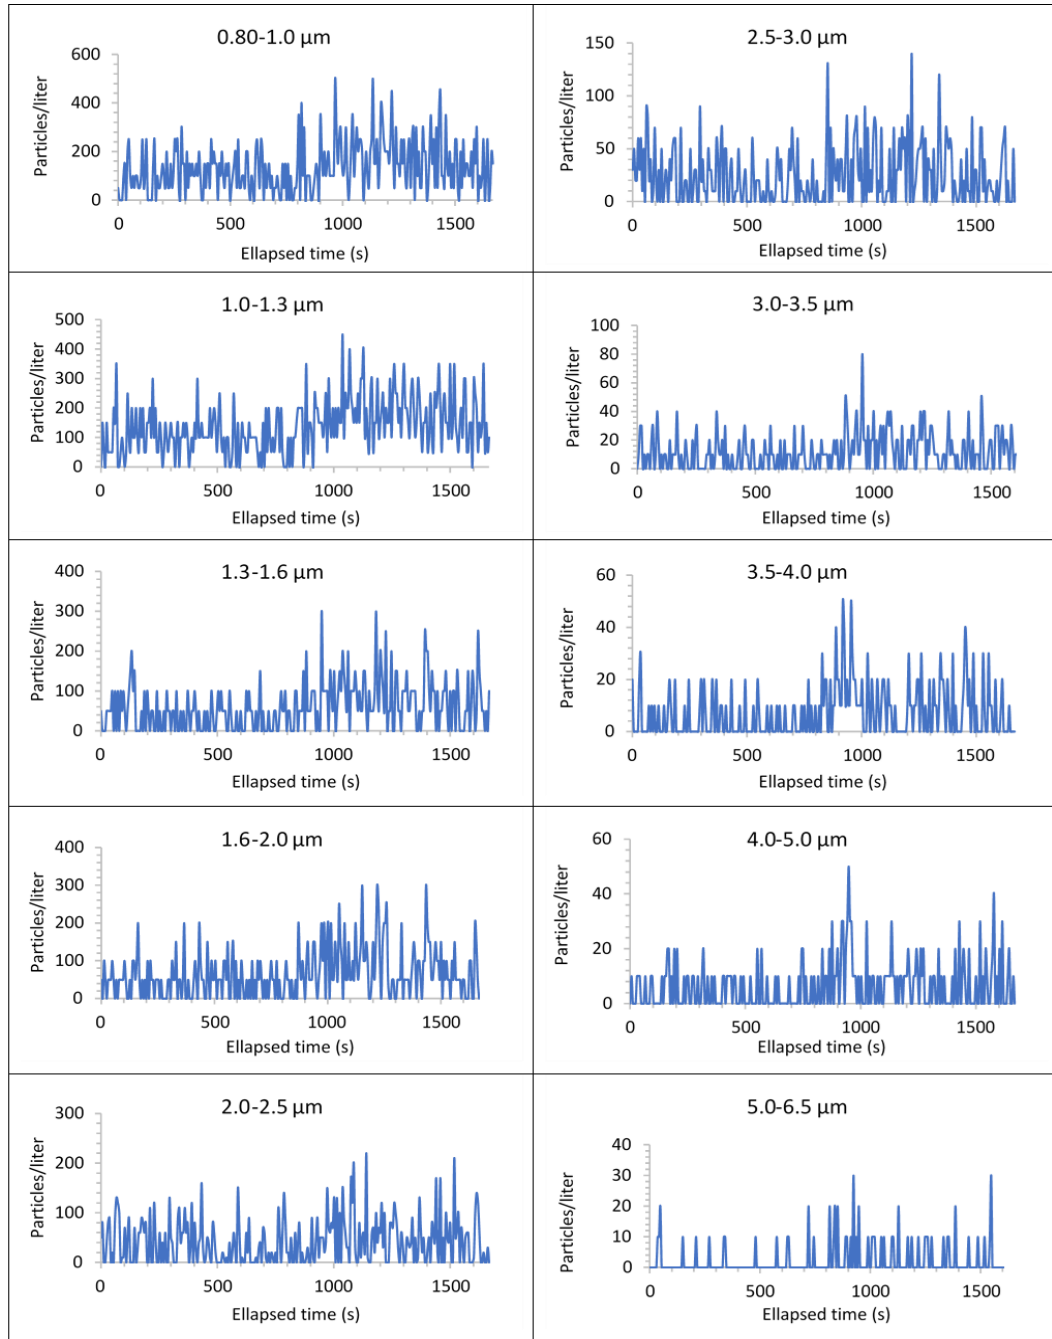 0.80-1.0 µm
Particles/liter
600
400
200
0
0 500 1000 1500
Ellapsed time (s)
2.5-3.0 µm
Particles/liter
150
100
50
0
0 500 1000 1500
Ellapsed time (s)
1.0-1.3 µm
Particles/liter
500
400
300
200
100
0
0 500 1000 1500
Ellapsed time (s)
3.0-3.5 µm
Particles/liter
100
80
60
40
20
0
0 500 1000 1500
Ellapsed time (s)
1.3-1.6 µm
Particles/liter
400
300
200
100
0
0 500 1000 1500
Ellapsed time (s)
3.5-4.0 µm
Particles/liter
60
40
20
0
0 500 1000 1500
Ellapsed time (s)
1.6-2.0 µm
Particles/liter
400
300
200
100
0
0 500 1000 1500
Ellapsed time (s)
4.0-5.0 µm
Particles/liter
60
40
20
0
0 500 1000 1500
Ellapsed time (s)
2.0-2.5 µm
Particles/liter
300
200
100
0
0 500 1000 1500
Ellapsed time (s)
5.0-6.5 µm
Particles/liter
40
30
20
10
0
0 500 1000 1500
Ellapsed time (s)